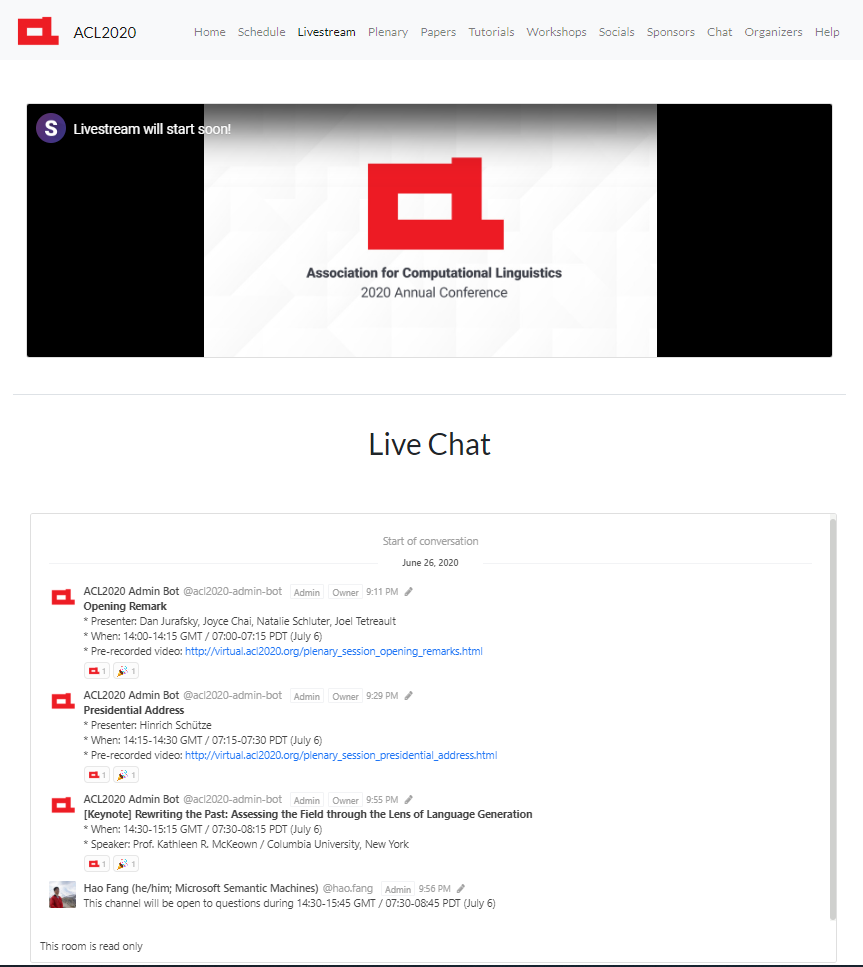 ACL2020
Home Schedule Livestream Plenary Papers Tutorials Workshops Socials Sponsors Chat Organizers Help
S Livestream will start soon!
Association for Computational Linguistics
2020 Annual Conference
Live Chat
Start of conversation
June 26, 2020
ACL2020 Admin Bot @acl2020-admin-bot Admin Owner 9:11 PM
Opening Remark
* Presenter: Dan Jurafsky, Joyce Chai, Natalie Schluter, Joel Tetreault
* When: 14:00-14:15 GMT / 07:00-07:15 PDT (July 6)
* Pre-recorded video: http://virtual.acl2020.org/plenary_session_opening_remarks.html
1 1
ACL2020 Admin Bot @acl2020-admin-bot Admin Owner 9:29 PM
Presidential Address
* Presenter: Hinrich Schütze
* When: 14:15-14:30 GMT / 07:15-07:30 PDT (July 6)
* Pre-recorded video: http://virtual.acl2020.org/plenary_session_presidential_address.html
1 1
ACL2020 Admin Bot @acl2020-admin-bot Admin Owner 9:55 PM
[Keynote] Rewriting the Past: Assessing the Field through the Lens of Language Generation
* When: 14:30-15:15 GMT / 07:30-08:15 PDT (July 6)
* Speaker: Prof. Kathleen R. McKeown / Columbia University, New York
1 1
Hao Fang (he/him; Microsoft Semantic Machines) @hao.fang Admin 9:56 PM
This channel will be open to questions during 14:30-15:45 GMT / 07:30-08:45 PDT (July 6)
This room is read only